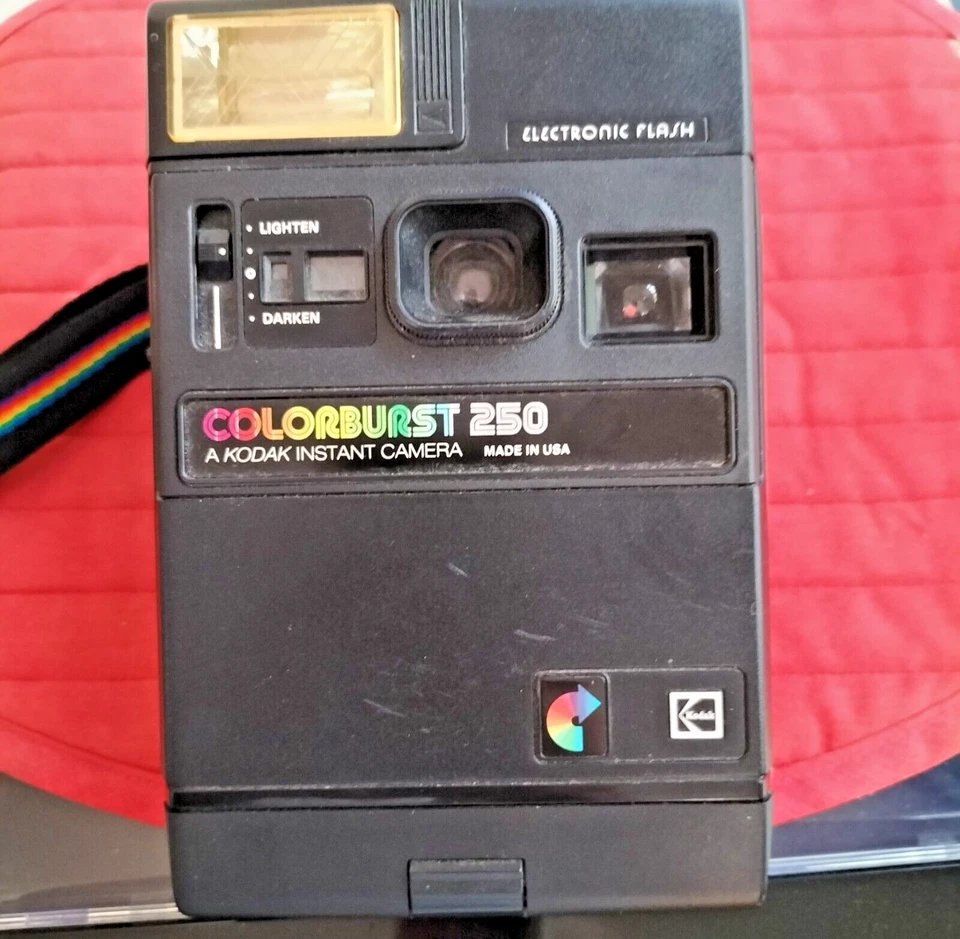 ELECTRONIC FLASH
LIGHTEN
DARKEN
COLORBURST 250
A KODAK INSTANT CAMERA MADE IN USA
Kodak